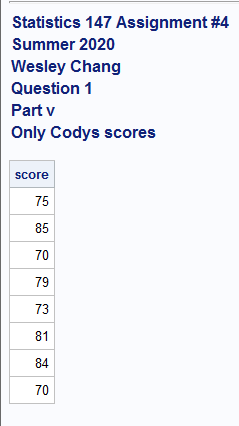 Statistics 147 Assignment #4
Summer 2020
Wesley Chang
Question 1
Part v
Only Codys scores
score
75
85
70
79
73
81
84
70